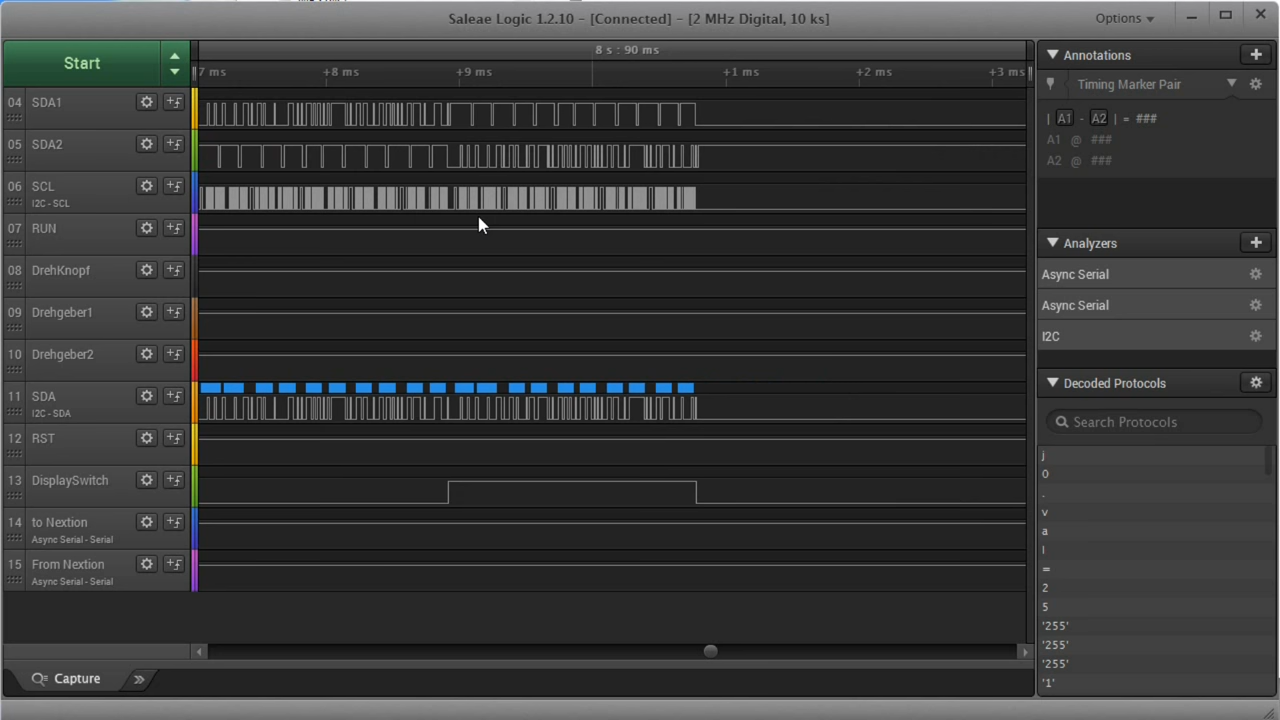 Saleae Logic 1.2.10 - [Connected] - [2 MHz Digital, 10 ks]
Options
Start
8 s : 90 ms
7 ms
+8 ms
+9 ms
+1 ms
+2 ms
+3 ms
04 SDA1
05 SDA2
06 SCL
I2C - SCL
07 RUN
08 DrehKnopf
09 Drehgeber1
10 Drehgeber2
11 SDA
I2C - SDA
12 RST
13 DisplaySwitch
14 to Nextion
Async Serial - Serial
15 From Nextion
Async Serial - Serial
Capture
Annotations
Timing Marker Pair
| A1 - A2 | = ###
A1 @ ###
A2 @ ###
Analyzers
Async Serial
Async Serial
I2C
Decoded Protocols
Search Protocols
j
0
.
v
a
l
=
2
5
'255'
'255'
'255'
'1'